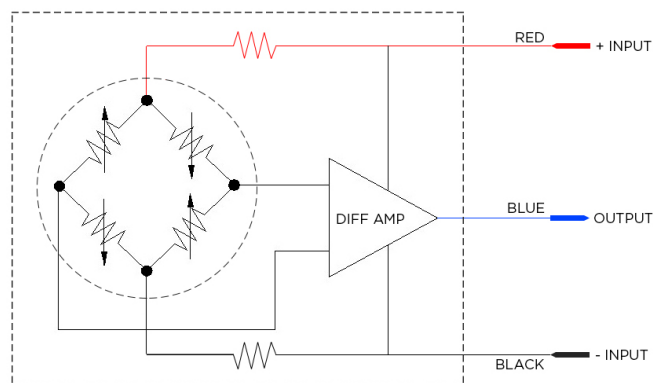 RED
+ INPUT
DIFF AMP
BLUE
OUTPUT
BLACK
- INPUT